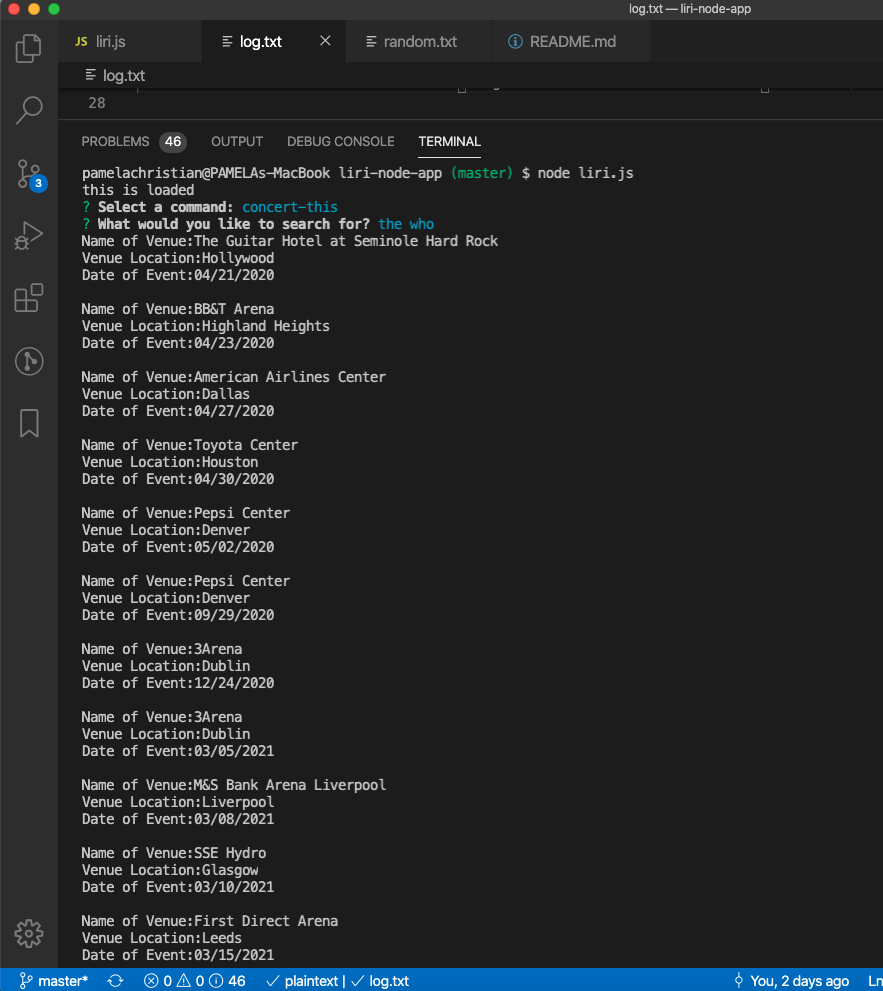 log.txt — liri-node-app
JS liri.js
log.txt
random.txt
README.md
log.txt
28
PROBLEMS 46 OUTPUT DEBUG CONSOLE TERMINAL
pamelachristian@PAMELAs-MacBook liri-node-app (master) $ node liri.js
this is loaded
? Select a command: concert-this
? What would you like to search for? the who
Name of Venue:The Guitar Hotel at Seminole Hard Rock
Venue Location:Hollywood
Date of Event:04/21/2020
Name of Venue:BB&T Arena
Venue Location:Highland Heights
Date of Event:04/23/2020
Name of Venue:American Airlines Center
Venue Location:Dallas
Date of Event:04/27/2020
Name of Venue:Toyota Center
Venue Location:Houston
Date of Event:04/30/2020
Name of Venue:Pepsi Center
Venue Location:Denver
Date of Event:05/02/2020
Name of Venue:Pepsi Center
Venue Location:Denver
Date of Event:09/29/2020
Name of Venue:3Arena
Venue Location:Dublin
Date of Event:12/24/2020
Name of Venue:3Arena
Venue Location:Dublin
Date of Event:03/05/2021
Name of Venue:M&S Bank Arena Liverpool
Venue Location:Liverpool
Date of Event:03/08/2021
Name of Venue:SSE Hydro
Venue Location:Glasgow
Date of Event:03/10/2021
Name of Venue:First Direct Arena
Venue Location:Leeds
Date of Event:03/15/2021
3
master* 0 0 46 ✓ plaintext | ✓ log.txt You, 2 days ago Ln